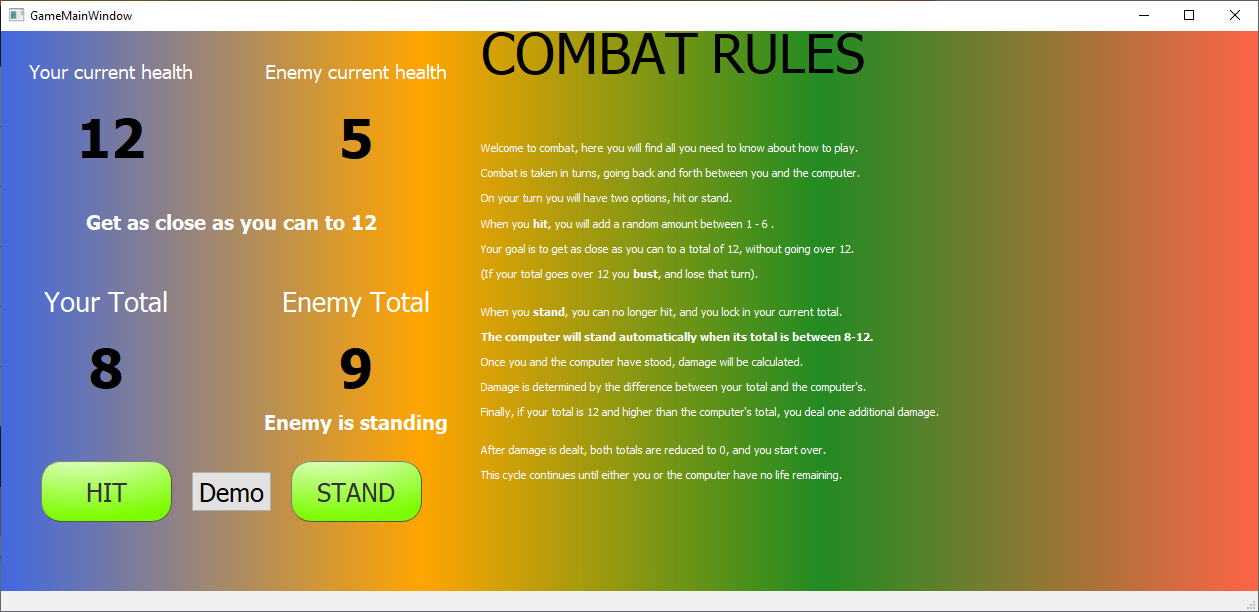 GameMainWindow
Your current health
Enemy current health
12
5
Get as close as you can to 12
Your Total
Enemy Total
8
9
Enemy is standing
HIT
Demo
STAND
COMBAT RULES
Welcome to combat, here you will find all you need to know about how to play.
Combat is taken in turns, going back and forth between you and the computer.
On your turn you will have two options, hit or stand.
When you hit, you will add a random amount between 1 - 6 .
Your goal is to get as close as you can to a total of 12, without going over 12.
(If your total goes over 12 you bust, and lose that turn).
When you stand, you can no longer hit, and you lock in your current total.
The computer will stand automatically when its total is between 8-12.
Once you and the computer have stood, damage will be calculated.
Damage is determined by the difference between your total and the computer's.
Finally, if your total is 12 and higher than the computer's total, you deal one additional damage.
After damage is dealt, both totals are reduced to 0, and you start over.
This cycle continues until either you or the computer have no life remaining.